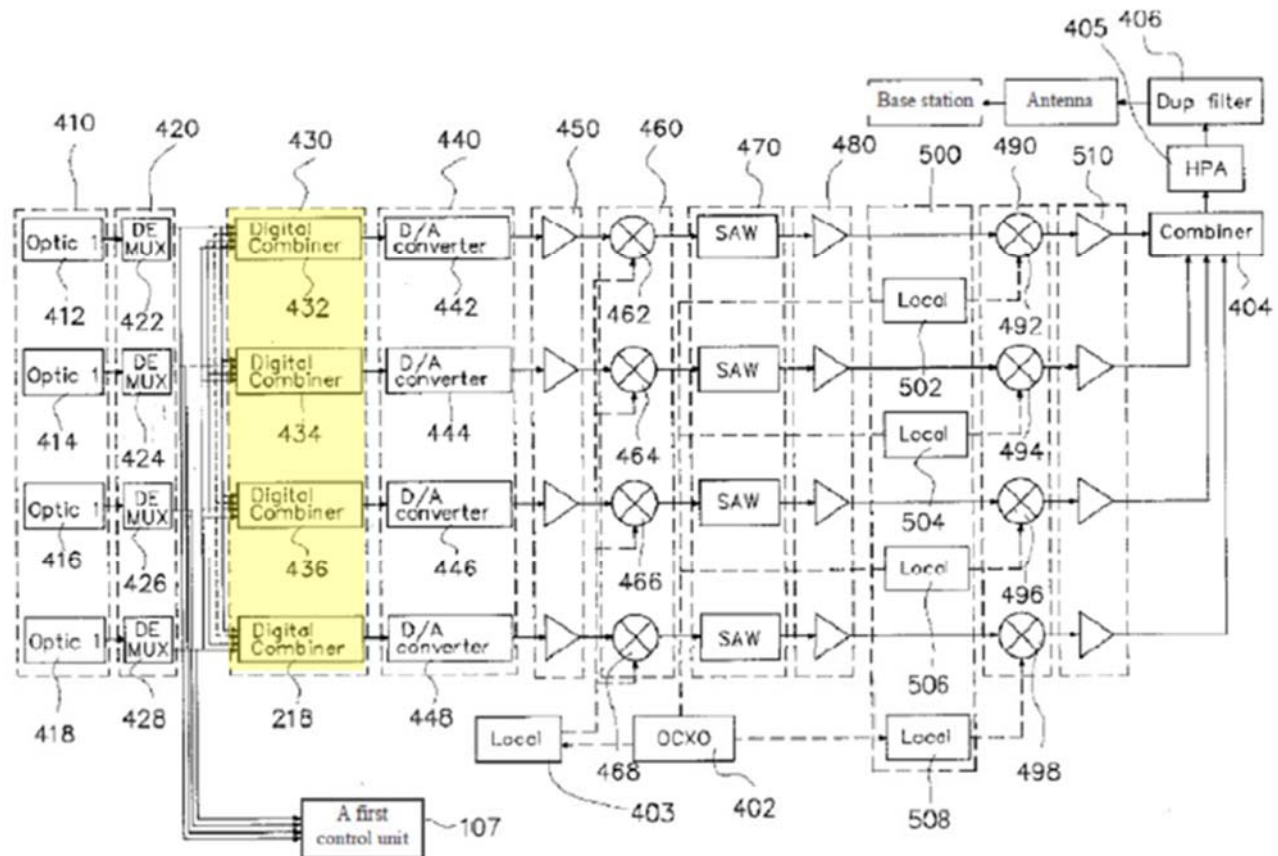 406
405
Base station
Antenna
Dup filter
410
420
430
440
450
460
470
480
500
490
510
HPA
Optic 1
DE
MUX
Digital
Combiner
D/A
converter
SAW
Combiner
412
422
432
442
462
Local
492
404
Optic 1
DE
MUX
Digital
Combiner
D/A
converter
SAW
502
414
424
434
444
464
Local
494
Optic 1
DE
MUX
Digital
Combiner
D/A
converter
SAW
504
416
426
436
446
466
Local
496
Optic 1
DE
MUX
Digital
Combiner
D/A
converter
SAW
506
418
428
218
448
468
Local
OCXO
Local
498
403
402
508
A first
control unit
107